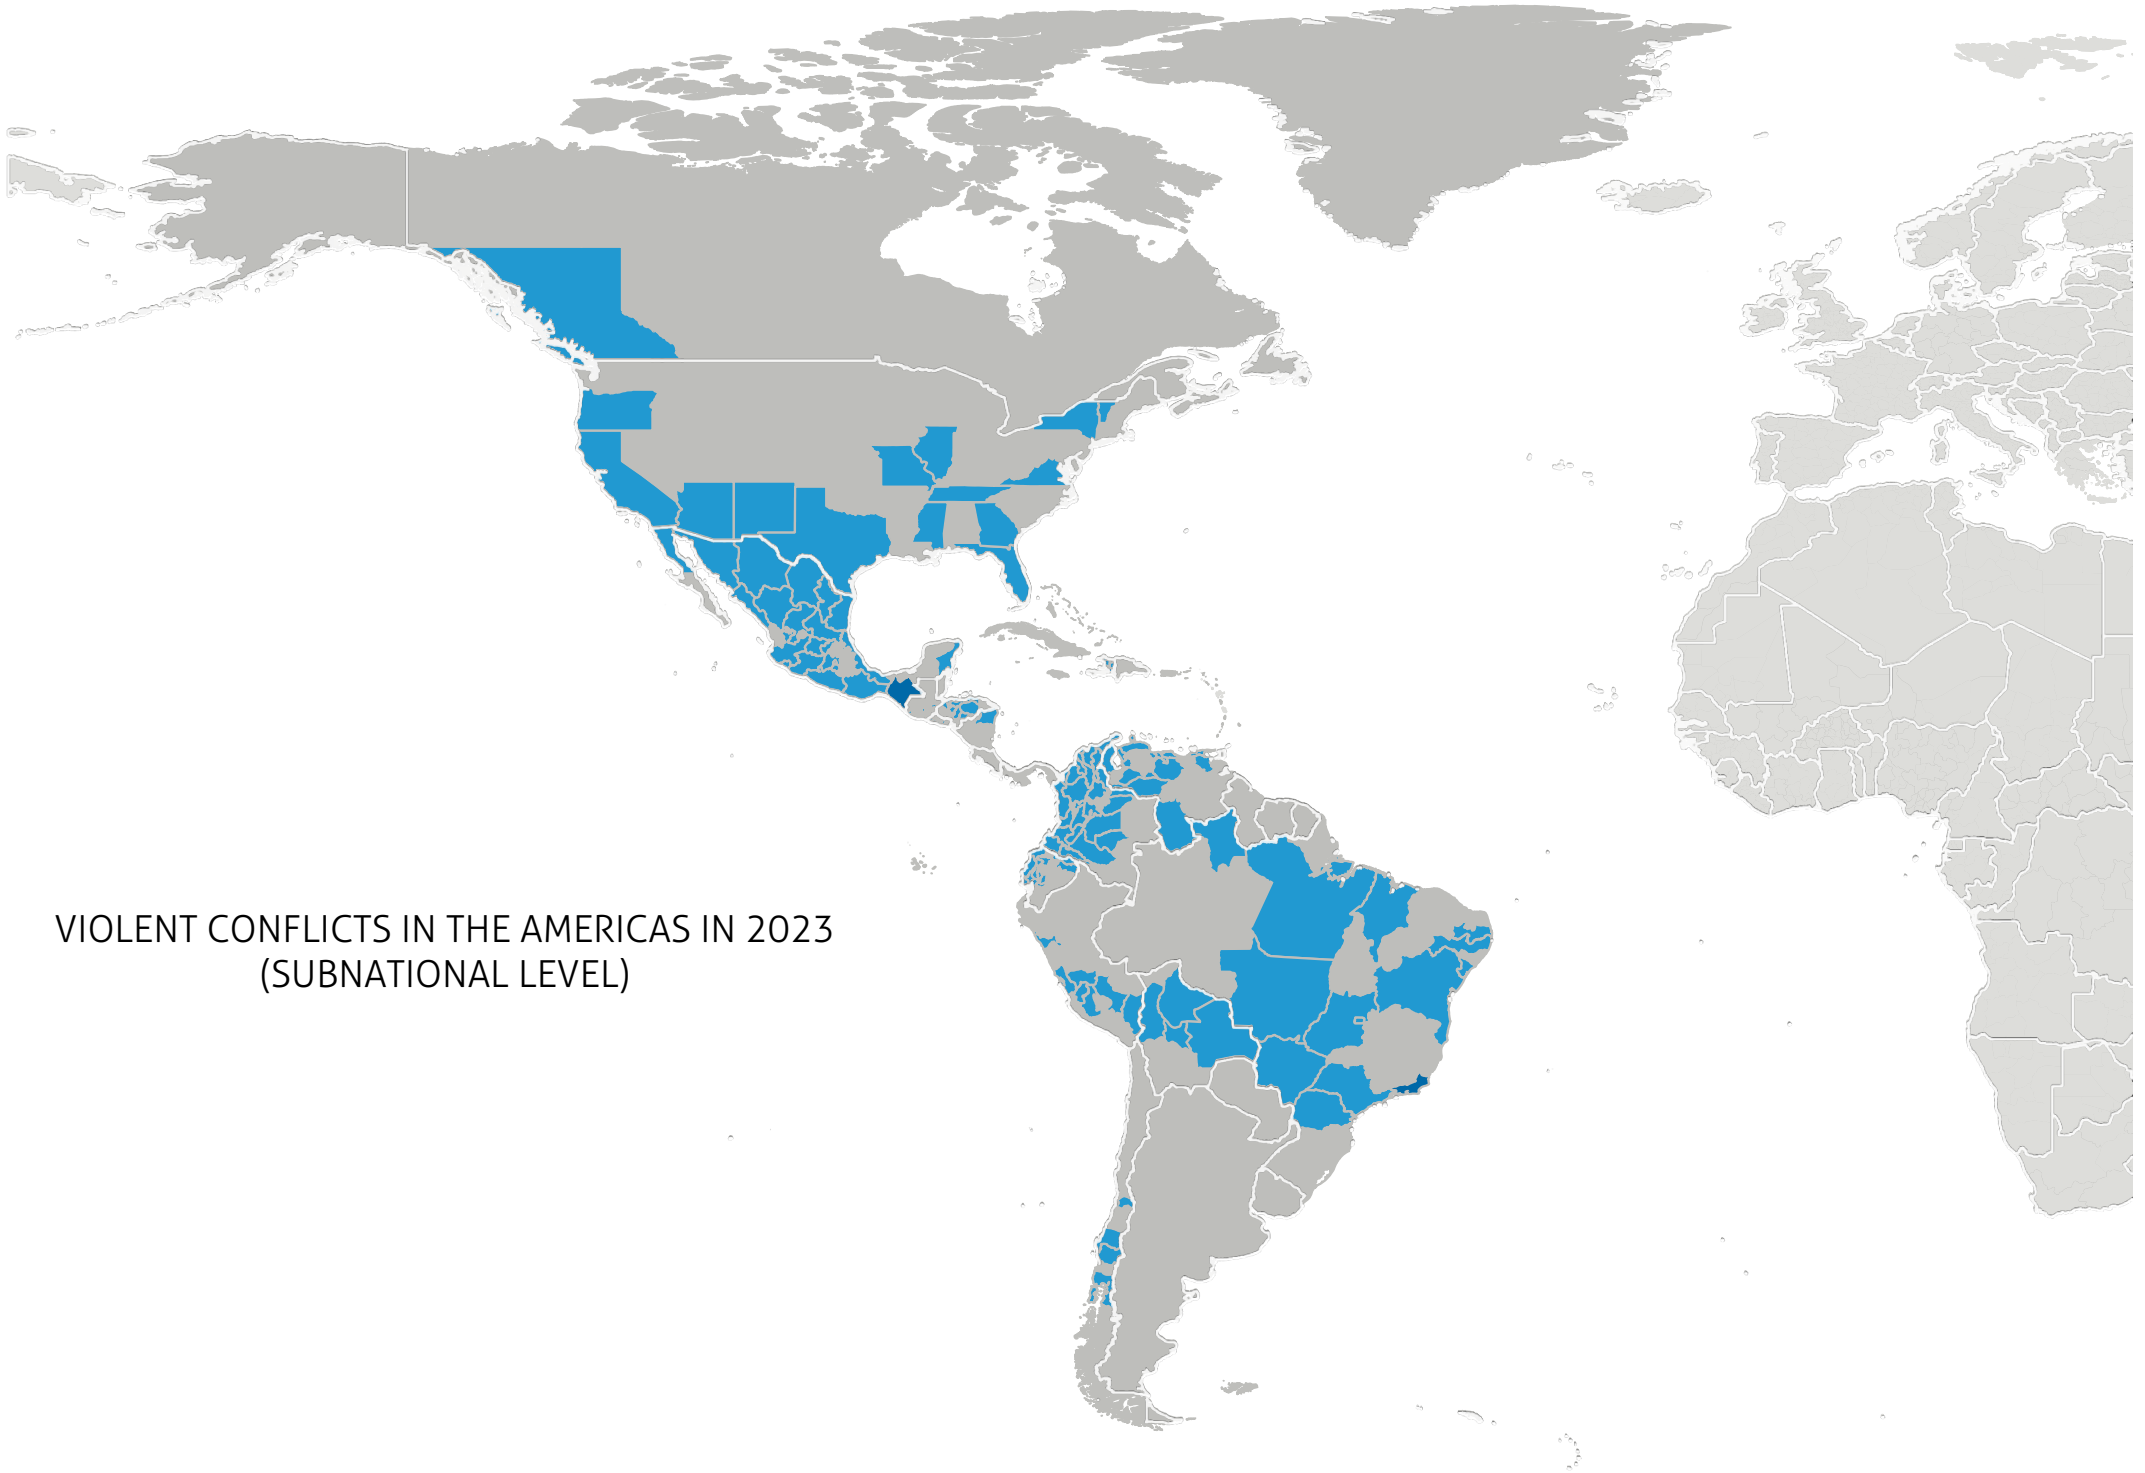 VIOLENT CONFLICTS IN THE AMERICAS IN 2023
(SUBNATIONAL LEVEL)